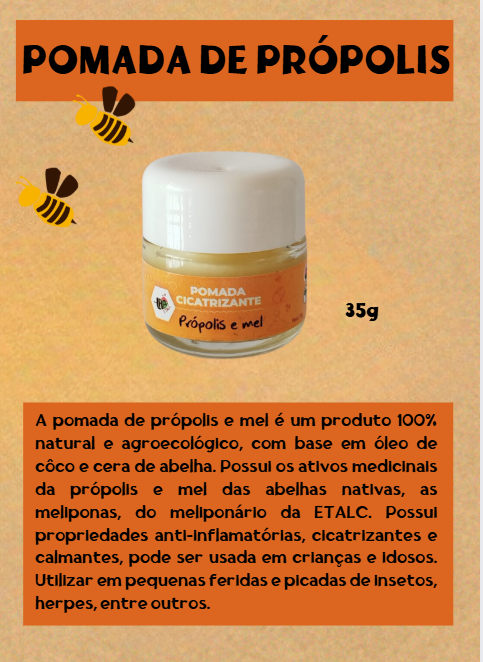 POMADA DE PRÓPOLIS
POMADA
CICATRIZANTE
Própolis e mel
35g
A pomada de própolis e mel é um produto 100%
natural e agroecológico, com base em óleo de
côco e cera de abelha. Possui os ativos medicinais
da própolis e mel das abelhas nativas, as
meliponas, do meliponário da ETALC. Possui
propriedades anti-inflamatórias, cicatrizantes e
calmantes, pode ser usada em crianças e idosos.
Utilizar em pequenas feridas e picadas de insetos,
herpes, entre outros.